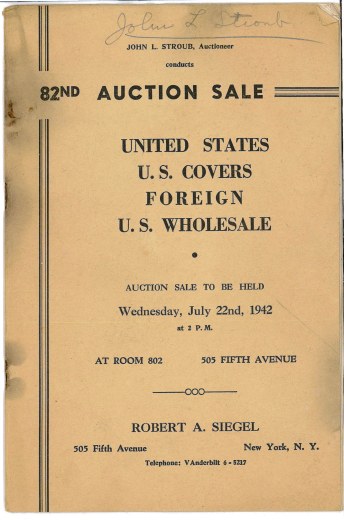 John L Stroub
JOHN L. STROUB, Auctioneer
conducts
82ND AUCTION SALE
UNITED STATES
U. S. COVERS
FOREIGN
U. S. WHOLESALE
•
AUCTION SALE TO BE HELD
Wednesday, July 22nd, 1942
at 2 P. M.
AT ROOM 802 505 FIFTH AVENUE
ROBERT A. SIEGEL
505 Fifth Avenue New York, N. Y.
Telephone: VAnderbilt 6-5217